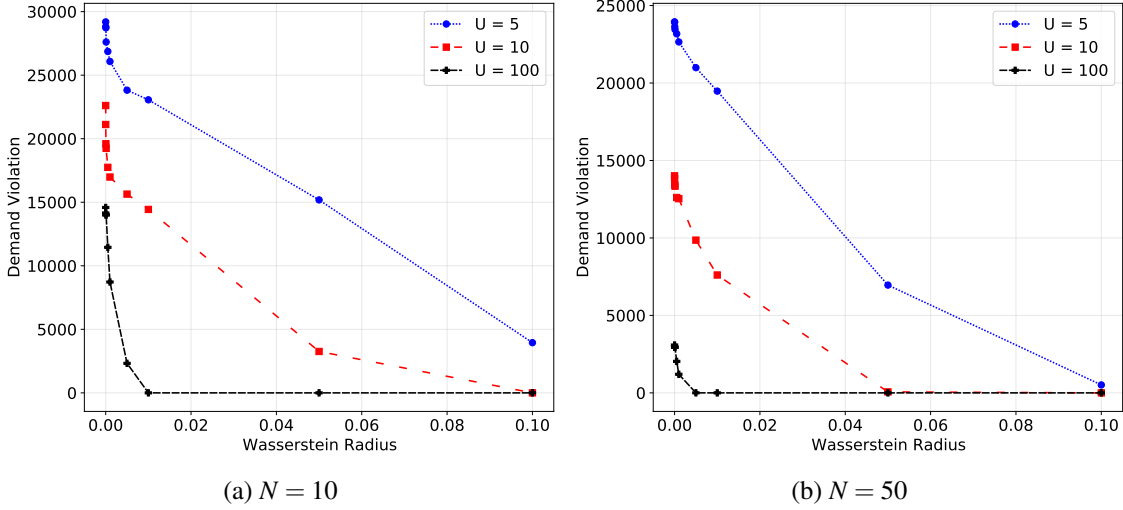 30000
25000
20000
15000
10000
5000
0
Demand Violation
U = 5
U = 10
U = 100
0.00 0.02 0.04 0.06 0.08 0.10
Wasserstein Radius
(a) N = 10
25000
20000
15000
10000
5000
0
Demand Violation
U = 5
U = 10
U = 100
0.00 0.02 0.04 0.06 0.08 0.10
Wasserstein Radius
(b) N = 50